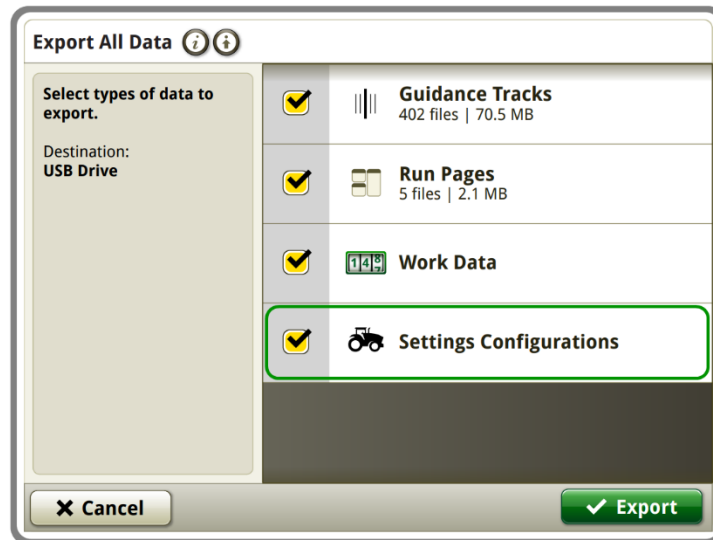 Export All Data
Select types of data to
export.
Destination:
USB Drive
Guidance Tracks
402 files | 70.5 MB
Run Pages
5 files | 2.1 MB
Work Data
Settings Configurations
Cancel
Export